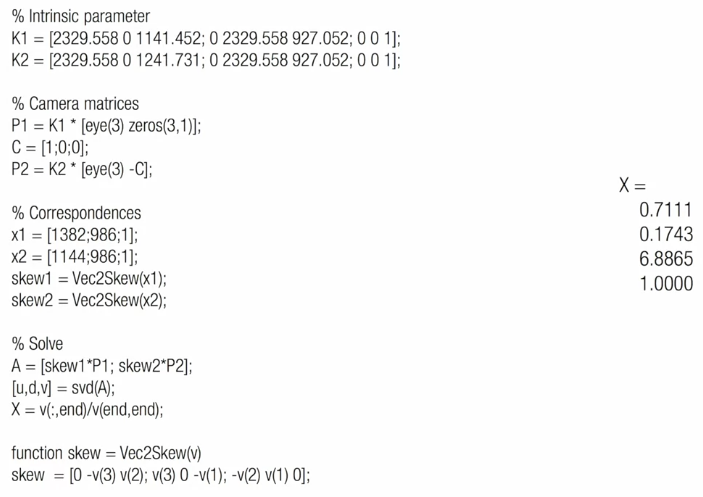 % Intrinsic parameter
K1 = [2329.558 0 1141.452; 0 2329.558 927.052; 0 0 1];
K2 = [2329.558 0 1241.731; 0 2329.558 927.052; 0 0 1];
% Camera matrices
P1 = K1 * [eye(3) zeros(3,1)];
C = [1;0;0];
P2 = K2 * [eye(3) -C];
% Correspondences
x1 = [1382;986;1];
x2 = [1144;986;1];
skew1 = Vec2Skew(x1);
skew2 = Vec2Skew(x2);
% Solve
A = [skew1*P1; skew2*P2];
[u,d,v] = svd(A);
X = v(:,end)/v(end,end);
function skew = Vec2Skew(v)
skew = [0 -v(3) v(2); v(3) 0 -v(1); -v(2) v(1) 0];
X =
0.7111
0.1743
6.8865
1.0000